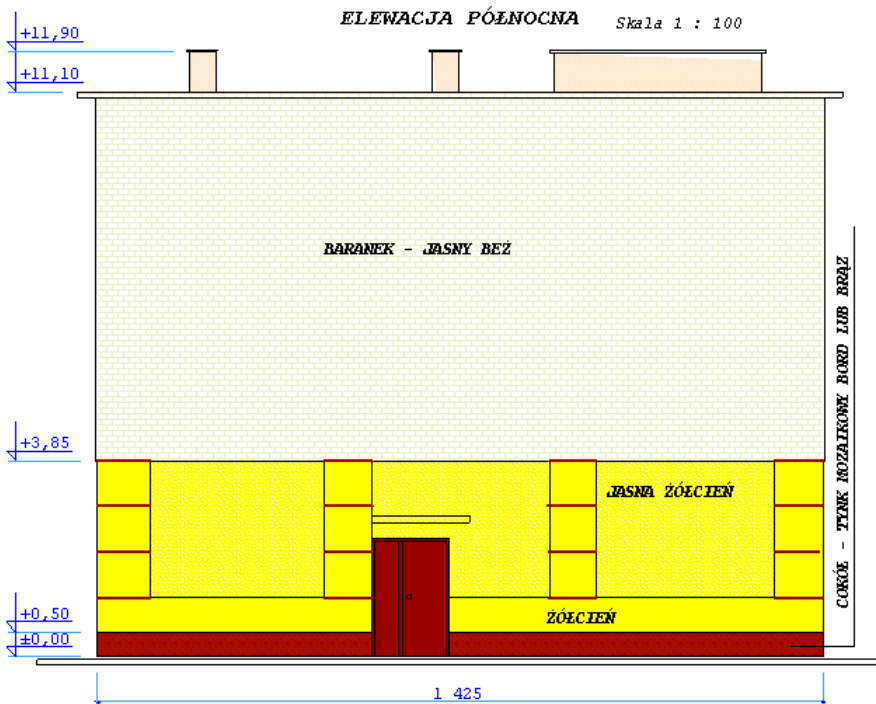 ELEWACJA PÓŁNOCNA
Skala 1 : 100
+11,90
+11,10
BARANEK - JASNY BEŻ
+3,85
JASNA ŻÓŁCIEŃ
COKÓŁ - TYNK MOZAIKOWY BORD LUB BRĄZ
+0,50
ŻÓŁCIEŃ
±0,00
1 425